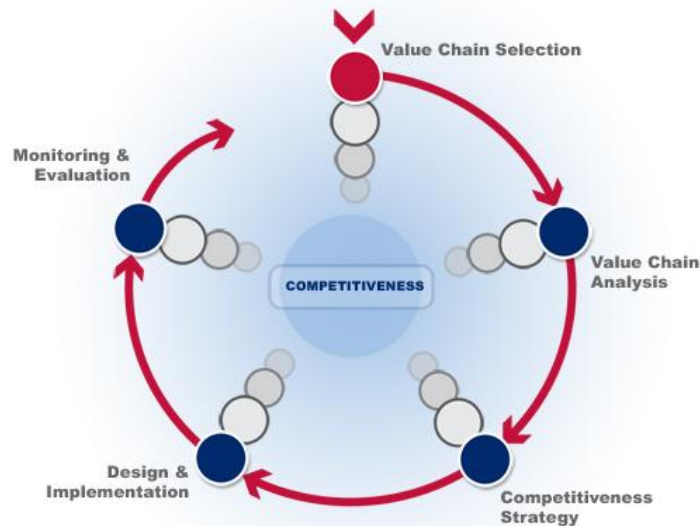 Value Chain Selection
Value Chain
Analysis
Competitiveness
Strategy
Design &
Implementation
Monitoring &
Evaluation
COMPETITIVENESS